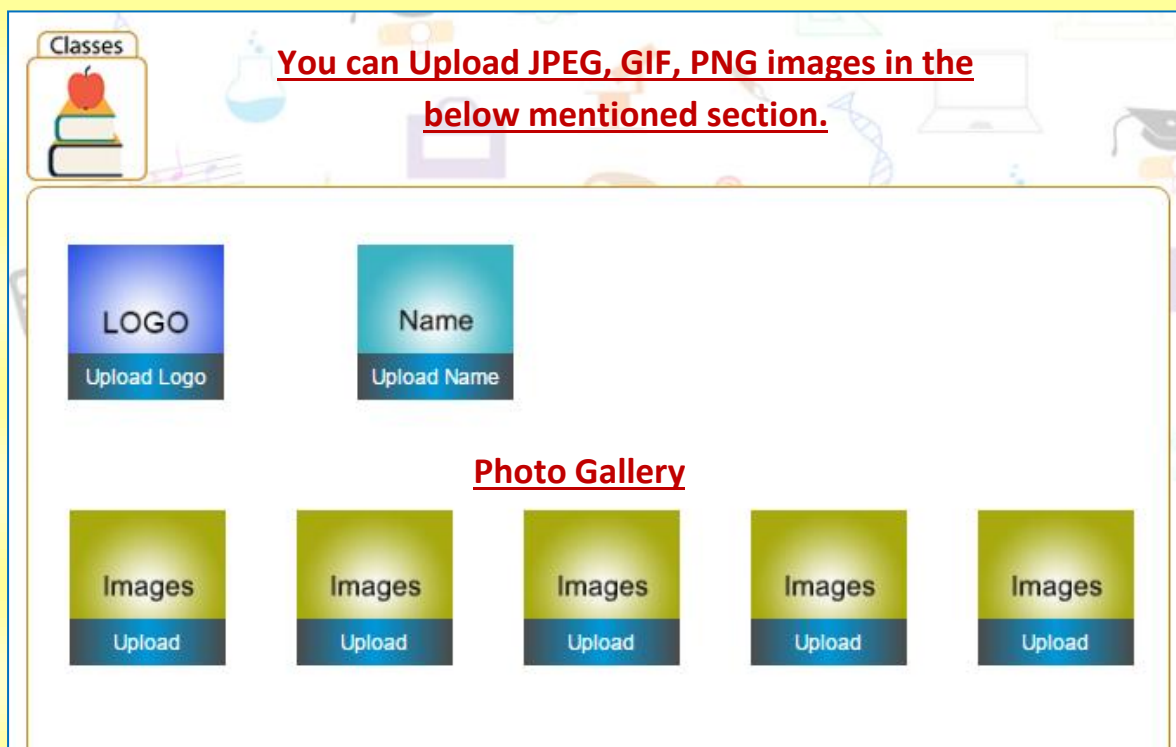 Classes
You can Upload JPEG, GIF, PNG images in the
below mentioned section.
LOGO
Upload Logo
Name
Upload Name
Photo Gallery
Images
Upload
Images
Upload
Images
Upload
Images
Upload
Images
Upload